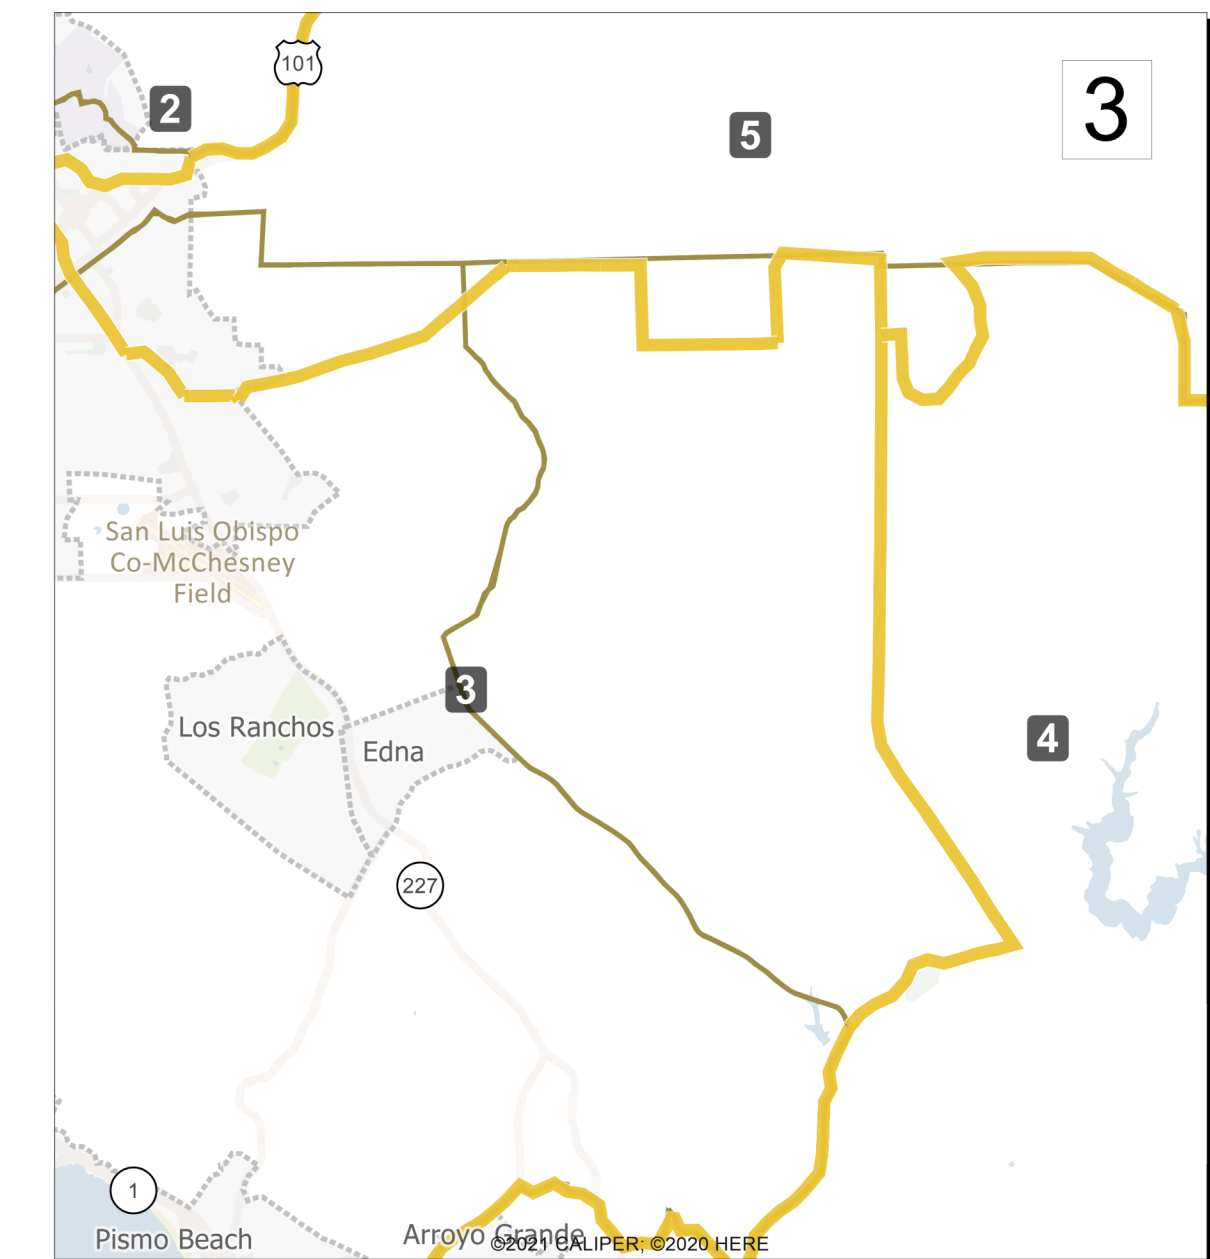 101
2
5
3
San Luis Obispo
Co-McChesney
Field
3
Los Ranchos
Edna
4
227
1
Pismo Beach
Arroyo Grande
©2021 CALIPER; ©2020 HERE